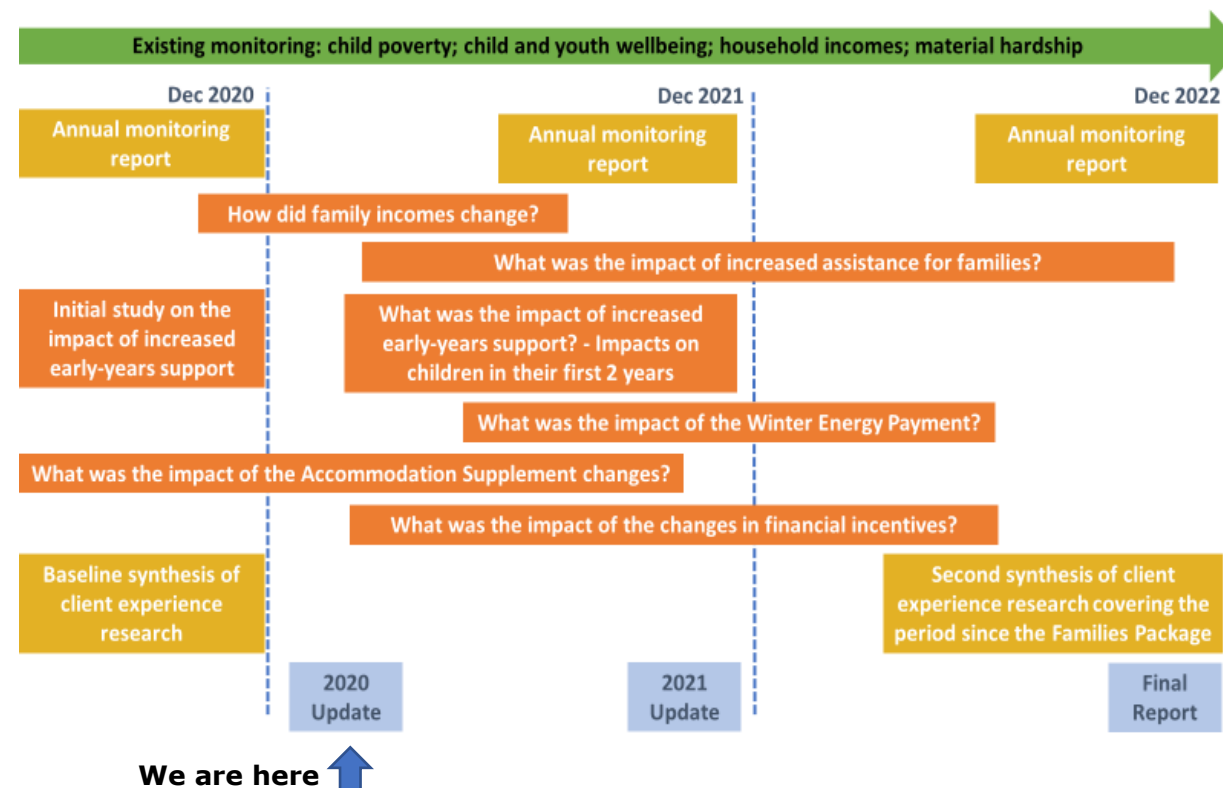 Existing monitoring: child poverty; child and youth wellbeing; household incomes; material hardship
Dec 2020
Dec 2021
Dec 2022
Annual monitoring
report
Annual monitoring
report
Annual monitoring
report
How did family incomes change?
What was the impact of increased assistance for families?
Initial study on the
impact of increased
early-years support
What was the impact of increased
early-years support? - Impacts on
children in their first 2 years
What was the impact of the Winter Energy Payment?
What was the impact of the Accommodation Supplement changes?
What was the impact of the changes in financial incentives?
Baseline synthesis of
client experience
research
Second synthesis of client
experience research covering the
period since the Families Package
2020
Update
2021
Update
Final
Report
We are here